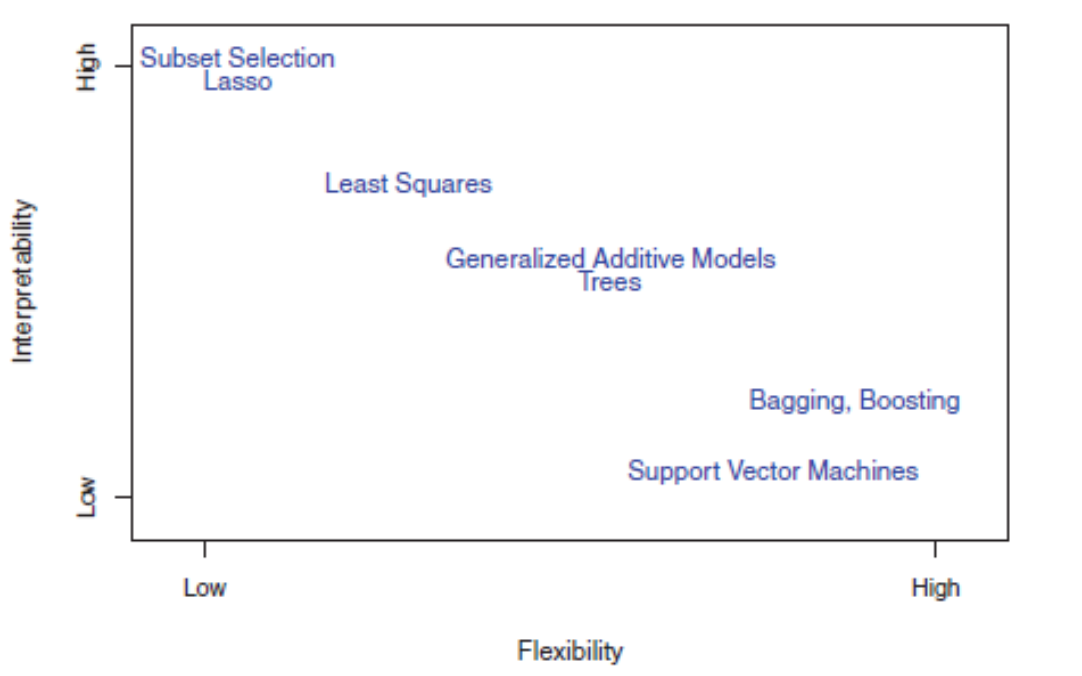 High
Subset Selection
Lasso
Least Squares
Interpretability
Generalized Additive Models
Trees
Bagging, Boosting
Support Vector Machines
Low
Low
High
Flexibility